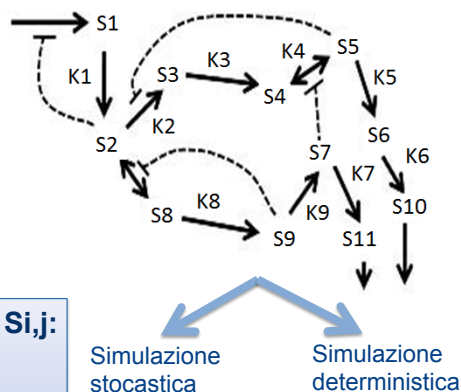 S1
S5
K4
K3
S3
K1
K5
S4
K2
S6
S2
S7
K6
K7
S8
K8
K9
S10
S9
S11
Si,j:
Simulazione
stocastica
Simulazione
deterministica